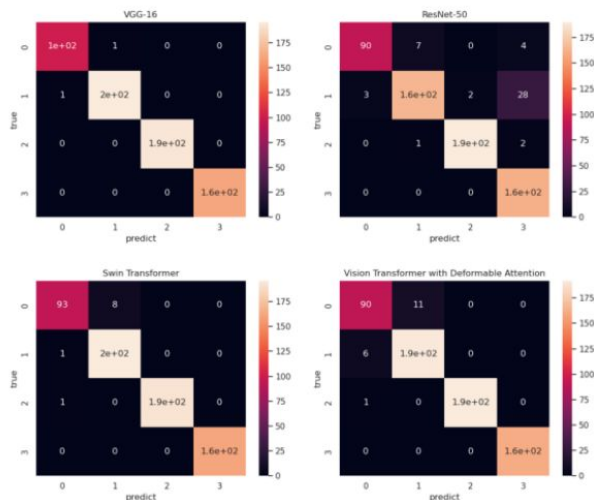 VGG-16
1e+02 1 0 0
1 2e+02 0 0
0 0 1.9e+02 0
0 0 0 1.6e+02
0 1 2 3
0 1 2 3
true
predict
175
150
125
100
75
50
25
0
ResNet-50
90 7 0 4
3 1.6e+02 2 28
0 1 1.9e+02 2
0 0 0 1.6e+02
0 1 2 3
0 1 2 3
true
predict
175
150
125
100
75
50
25
0
Swin Transformer
93 8 0 0
1 2e+02 0 0
1 0 1.9e+02 0
0 0 0 1.6e+02
0 1 2 3
0 1 2 3
true
predict
175
150
125
100
75
50
25
0
Vision Transformer with Deformable Attention
90 11 0 0
6 1.9e+02 0 0
1 0 1.9e+02 0
0 0 0 1.6e+02
0 1 2 3
0 1 2 3
true
predict
175
150
125
100
75
50
25
0